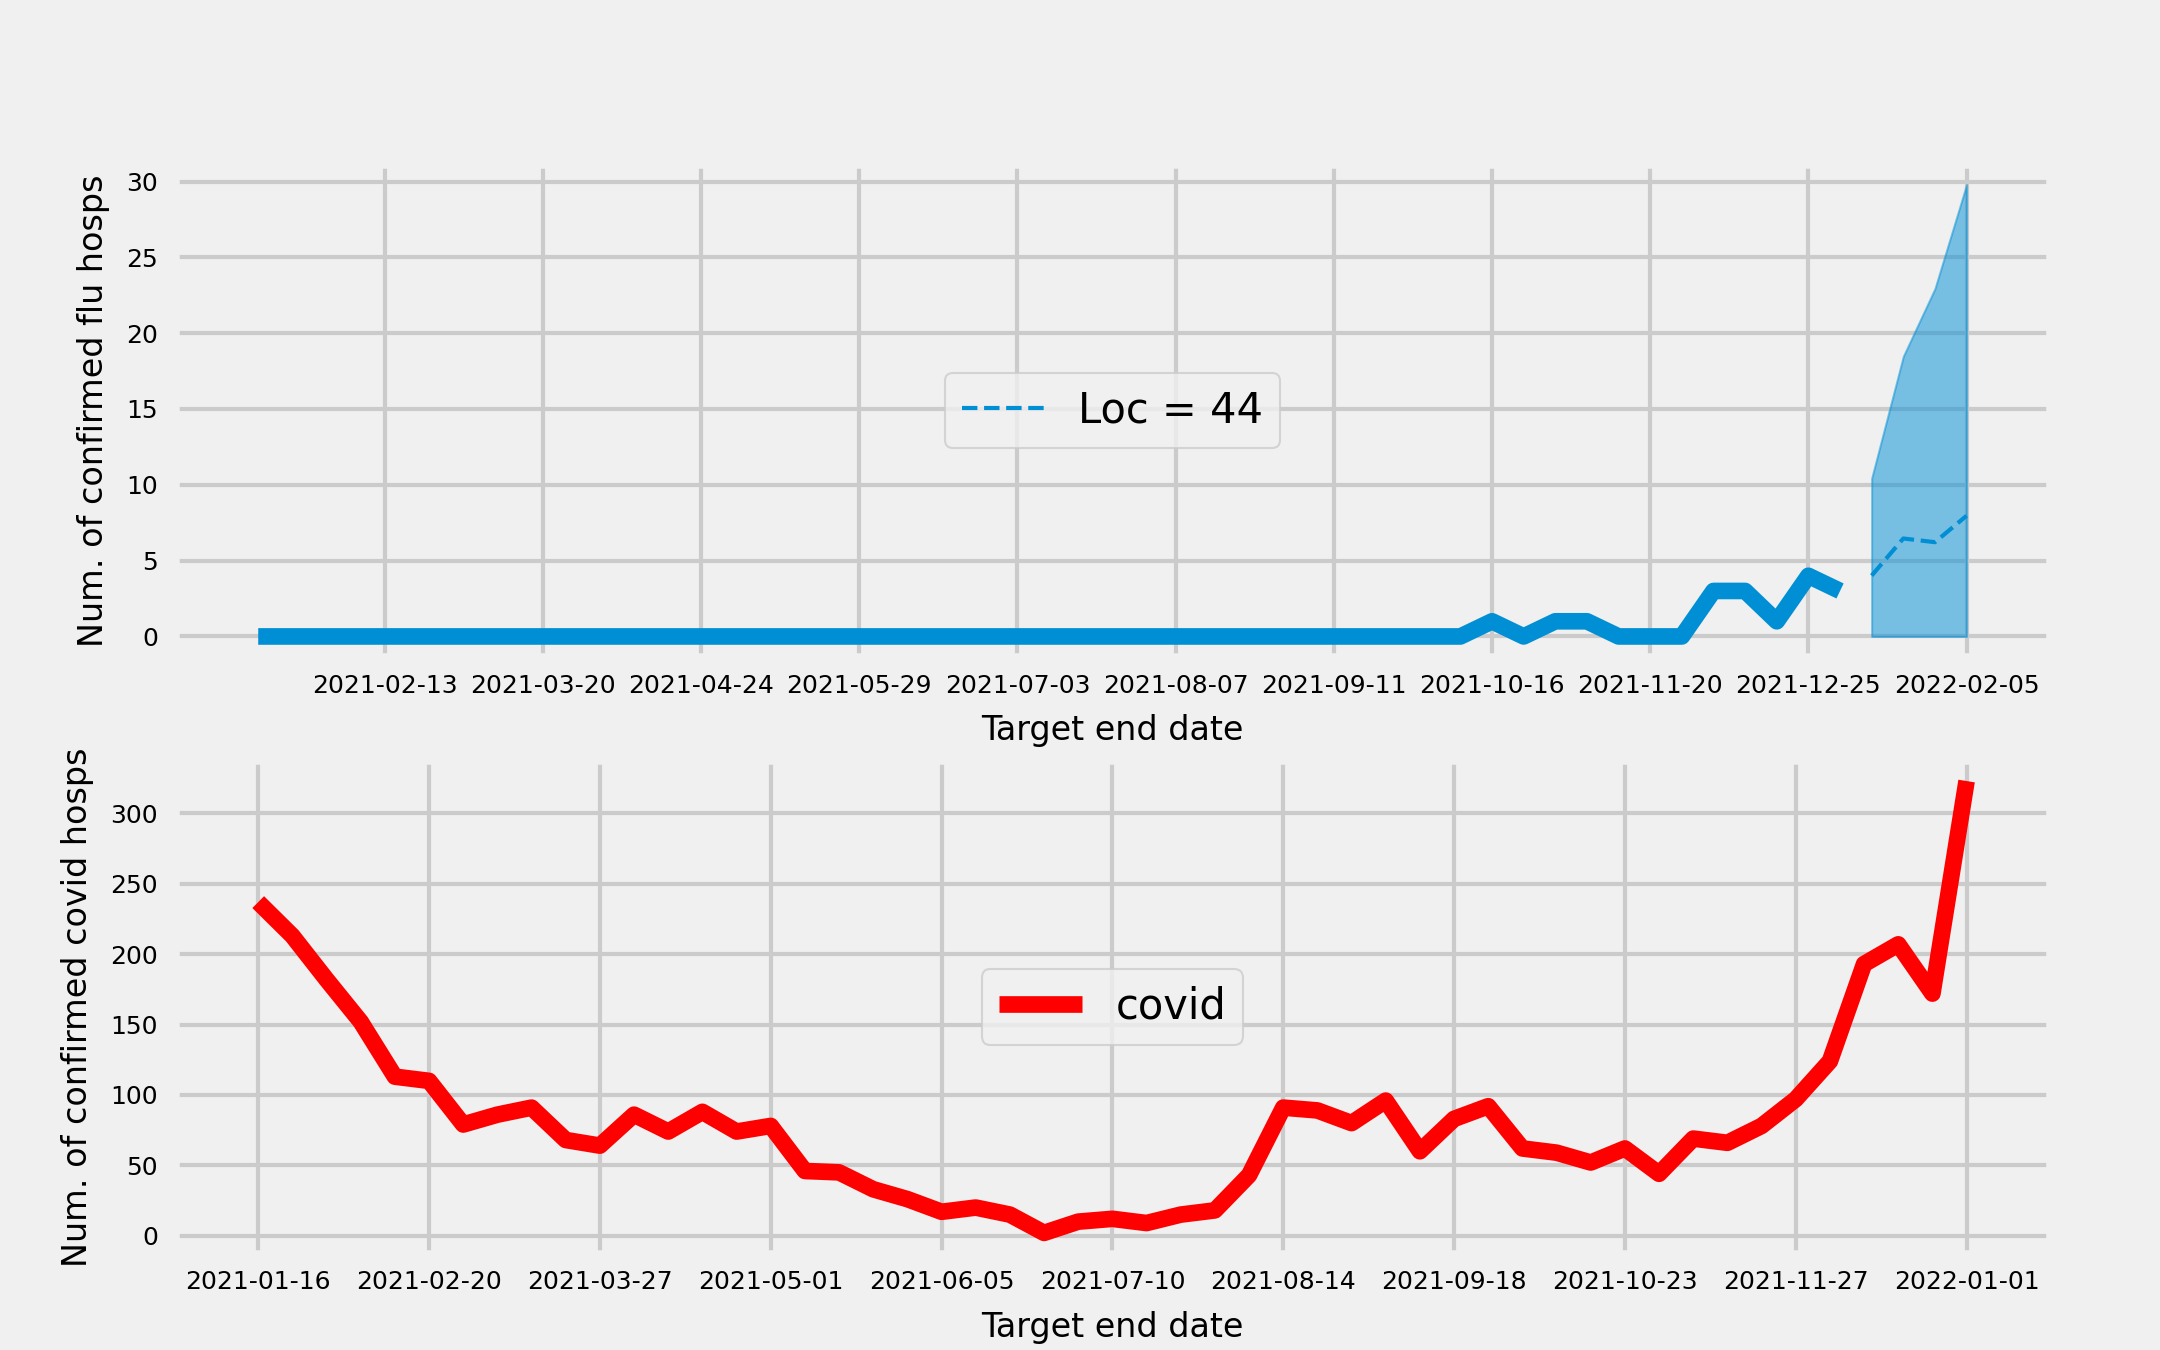 Num. of confirmed flu hosps
30
25
20
15
10
5
0
Loc = 44
2021-02-13 2021-03-20 2021-04-24 2021-05-29 2021-07-03 2021-08-07 2021-09-11 2021-10-16 2021-11-20 2021-12-25 2022-02-05
Target end date
Num. of confirmed covid hosps
300
250
200
150
100
50
0
covid
2021-01-16 2021-02-20 2021-03-27 2021-05-01 2021-06-05 2021-07-10 2021-08-14 2021-09-18 2021-10-23 2021-11-27 2022-01-01
Target end date